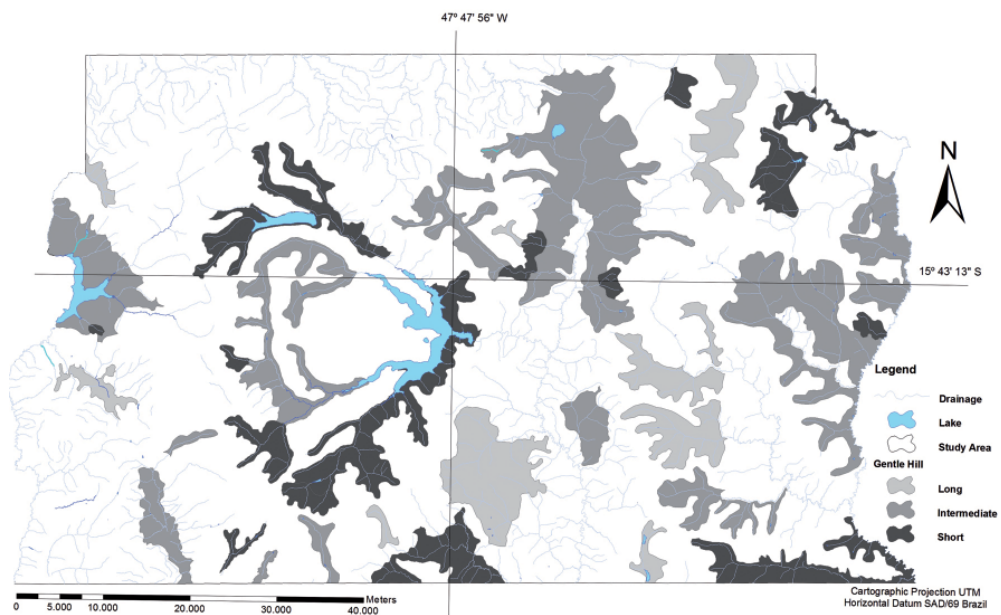 47º 47' 56" W
N
15º 43' 13" S
Legend
Drainage
Lake
Study Area
Gentle Hill
Long
Intermediate
Short
0 5.000 10.000 20.000 30.000 40.000 Meters
Cartographic Projection UTM
Horizontal Datum SAD/69 Brazil